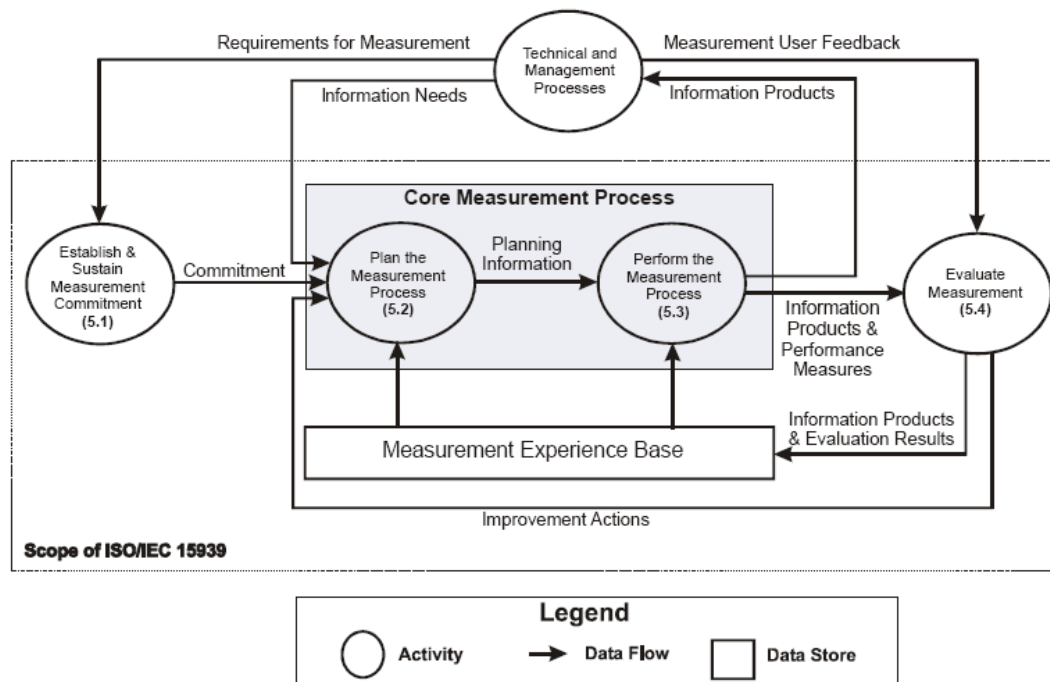 Requirements for Measurement
Technical and
Management
Processes
Measurement User Feedback
Information Needs
Information Products
Core Measurement Process
Establish &
Sustain
Measurement
Commitment
(5.1)
Commitment
Plan the
Measurement
Process
(5.2)
Planning
Information
Perform the
Measurement
Process
(5.3)
Evaluate
Measurement
(5.4)
Information
Products &
Performance
Measures
Information Products
& Evaluation Results
Measurement Experience Base
Improvement Actions
Scope of ISO/IEC 15939
Legend
Activity
Data Flow
Data Store